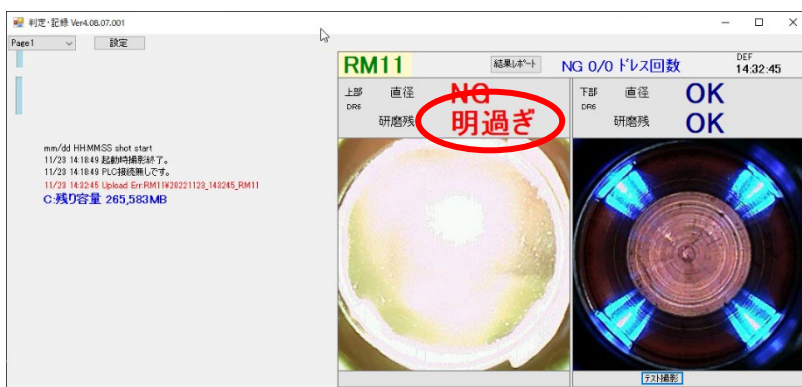 判定・記録 Ver4.08.07.001
Page1 設定
RM11 結果ﾚﾎﾟｰﾄ NG 0/0 ﾄﾞﾚｽ回数 DEF 14:32:45
上部 直径 NG
DR6
研磨残 明過ぎ
下部 直径 OK
DR6
研磨残 OK
mm/dd HH:MM:SS shot start
11/23 14:18:49 起動時撮影終了。
11/23 14:18:49 PLC接続無しです。
11/23 14:32:45 Upload Err:RM11¥20221123_143245_RM11
C:残り容量 265,583MB
ﾃｽﾄ撮影